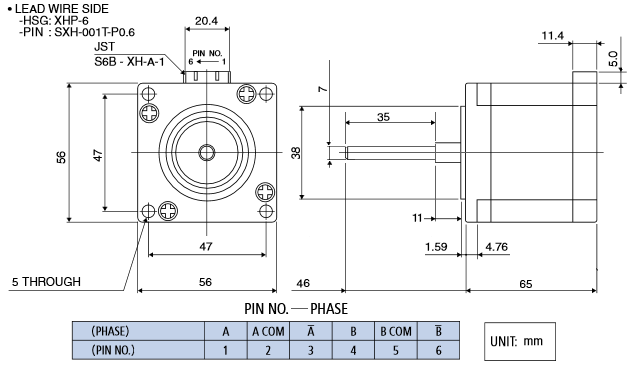 • LEAD WIRE SIDE
-HSG: XHP-6
-PIN : SXH-001T-P0.6
JST
S6B - XH-A-1
20.4
PIN NO.
6 ← 1
11.4
5.0
7
35
56
47
38
11
47
1.59
4.76
5 THROUGH
56
46
65
PIN NO. — PHASE
(PHASE) A A COM A̅ B B COM B̅
(PIN NO.) 1 2 3 4 5 6
UNIT: mm